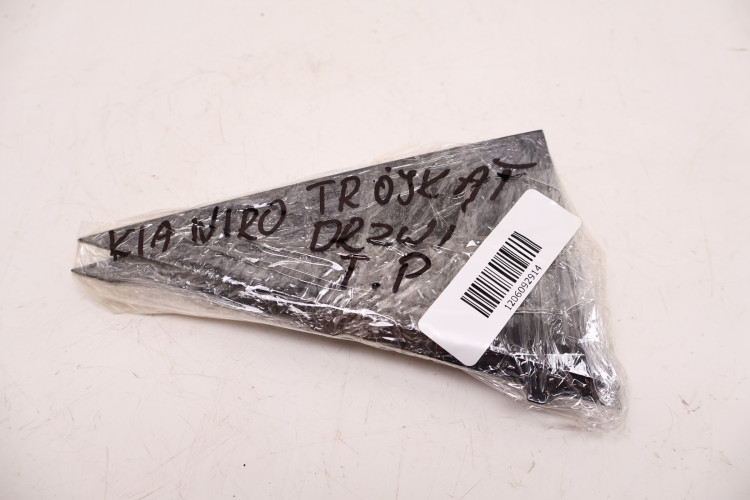 KIA NIRO TRÓJKĄT
DRZWI
T.P
1206092914